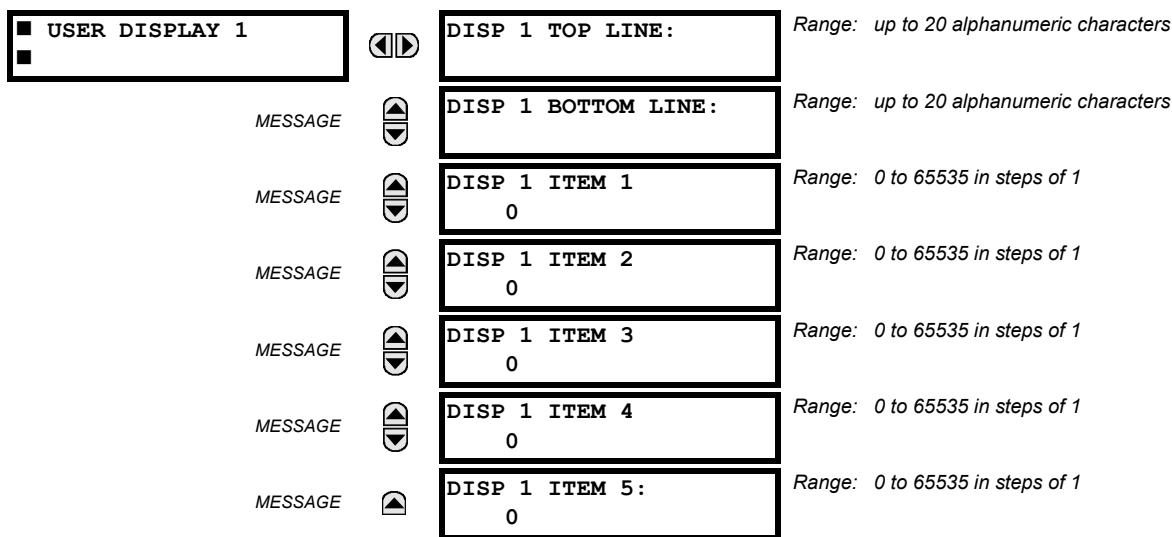 ■ USER DISPLAY 1
■
DISP 1 TOP LINE:
Range: up to 20 alphanumeric characters
MESSAGE
DISP 1 BOTTOM LINE:
Range: up to 20 alphanumeric characters
MESSAGE
DISP 1 ITEM 1
0
Range: 0 to 65535 in steps of 1
MESSAGE
DISP 1 ITEM 2
0
Range: 0 to 65535 in steps of 1
MESSAGE
DISP 1 ITEM 3
0
Range: 0 to 65535 in steps of 1
MESSAGE
DISP 1 ITEM 4
0
Range: 0 to 65535 in steps of 1
MESSAGE
DISP 1 ITEM 5:
0
Range: 0 to 65535 in steps of 1